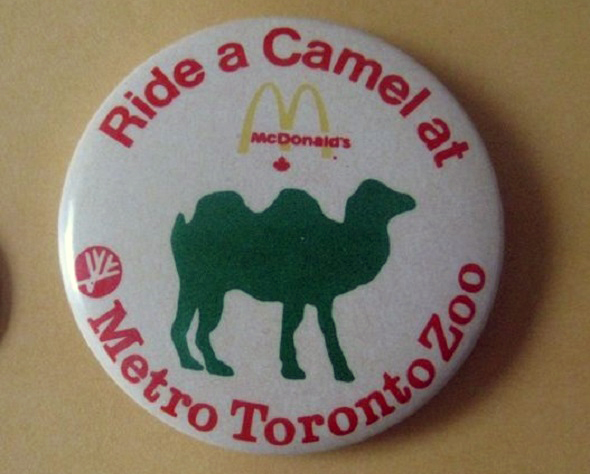 Ride a Camel at
McDonald's
Metro Toronto Zoo